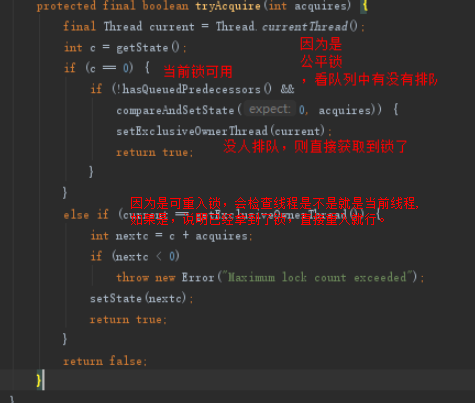 protected final boolean tryAcquire(int acquires) {
final Thread current = Thread.currentThread();
int c = getState();
因为是
公平锁
,看队列中有没有排队
if (c == 0) {
当前锁可用
if (!hasQueuedPredecessors() &&
compareAndSetState( expect: 0, acquires)) {
setExclusiveOwnerThread(current);
没人排队，则直接获取到锁了
return true;
}
}
因为是可重入锁，会检查线程是不是就是当前线程,
else if (current == getExclusiveOwnerThread()) {
如果是，说明已经拿到了锁，直接重入就行。
int nextc = c + acquires;
if (nextc < 0)
throw new Error("Maximum lock count exceeded");
setState(nextc);
return true;
}
return false;
}
}